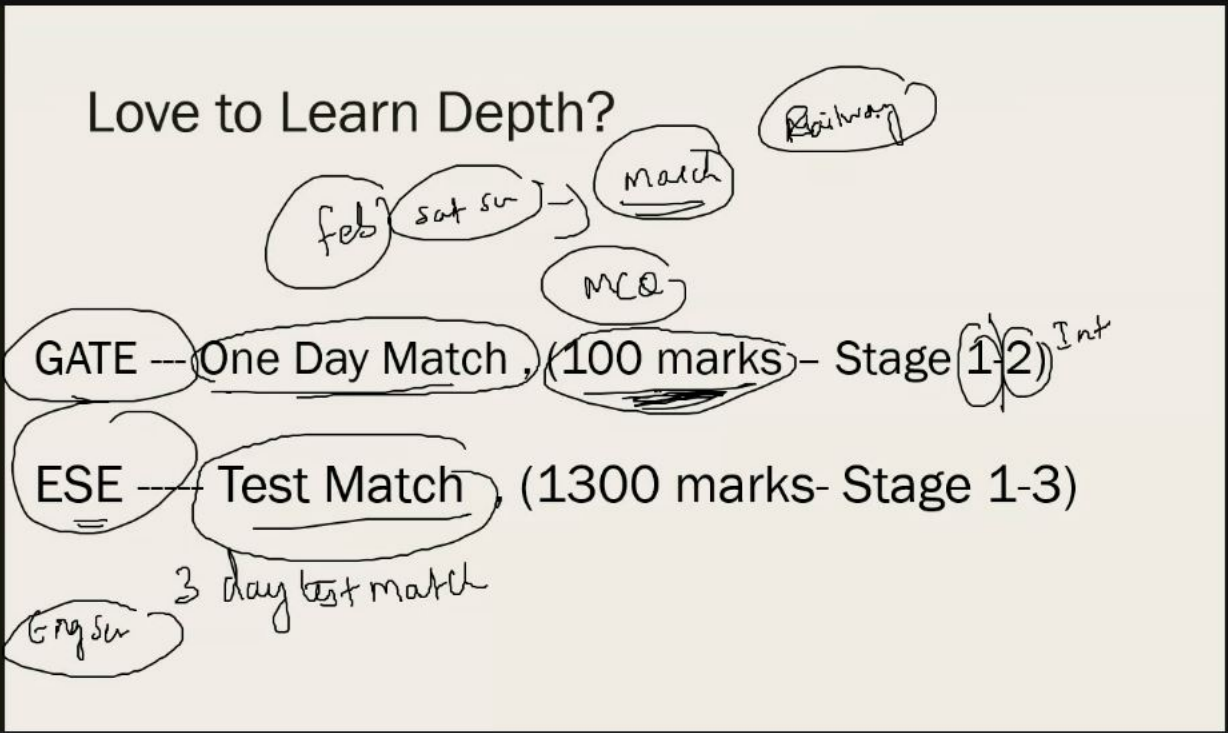 Love to Learn Depth?
Railway
March
Feb sat sun
MCQ
GATE --- One Day Match , (100 marks – Stage 1-2) Int
ESE ----- Test Match , (1300 marks- Stage 1-3)
3 day test match
Eng Ser